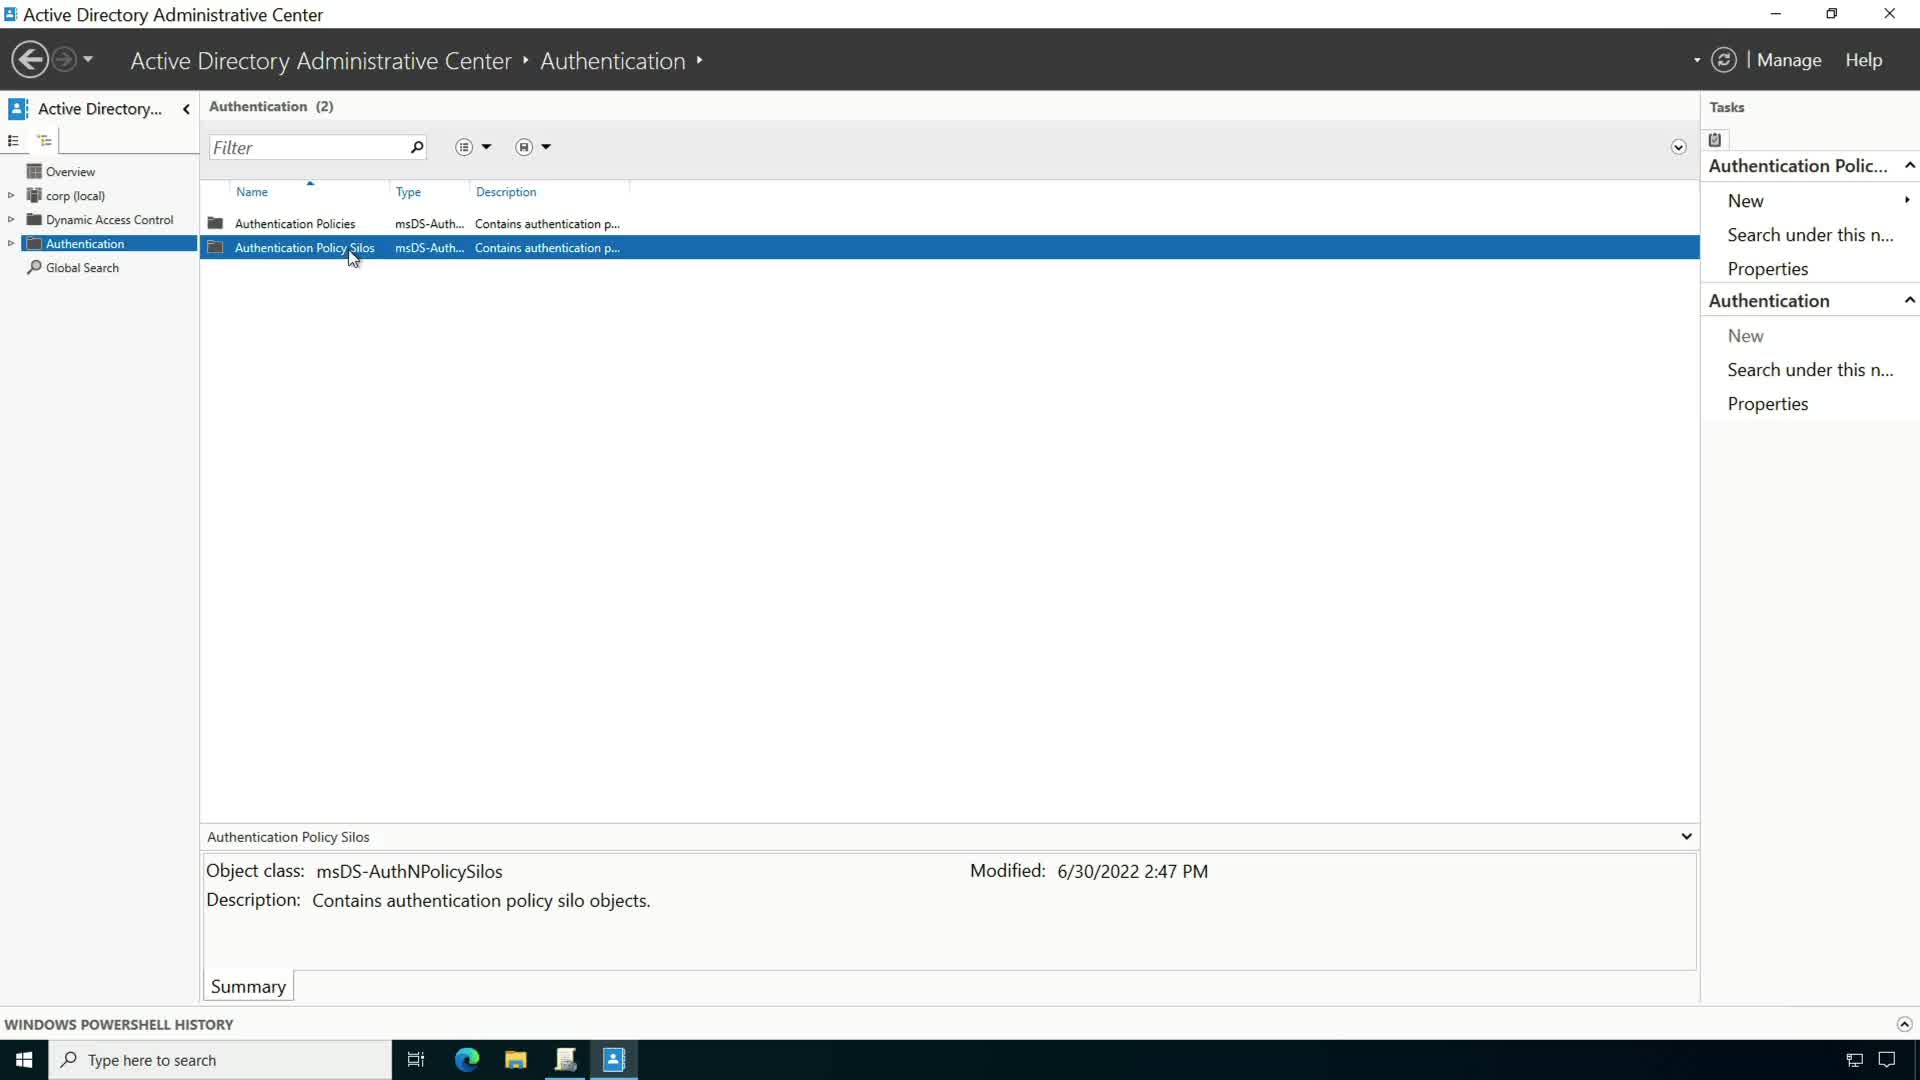 Active Directory Administrative Center
Active Directory Administrative Center Authentication
Manage Help
Active Directory...
Overview
corp (local)
Dynamic Access Control
Authentication
Global Search
Authentication (2)
Filter
Name Type Description
Authentication Policies msDS-Auth... Contains authentication p...
Authentication Policy Silos msDS-Auth... Contains authentication p...
Authentication Policy Silos
Object class: msDS-AuthNPolicySilos Modified: 6/30/2022 2:47 PM
Description: Contains authentication policy silo objects.
Summary
Tasks
Authentication Polic...
New
Search under this n...
Properties
Authentication
New
Search under this n...
Properties
WINDOWS POWERSHELL HISTORY
Type here to search